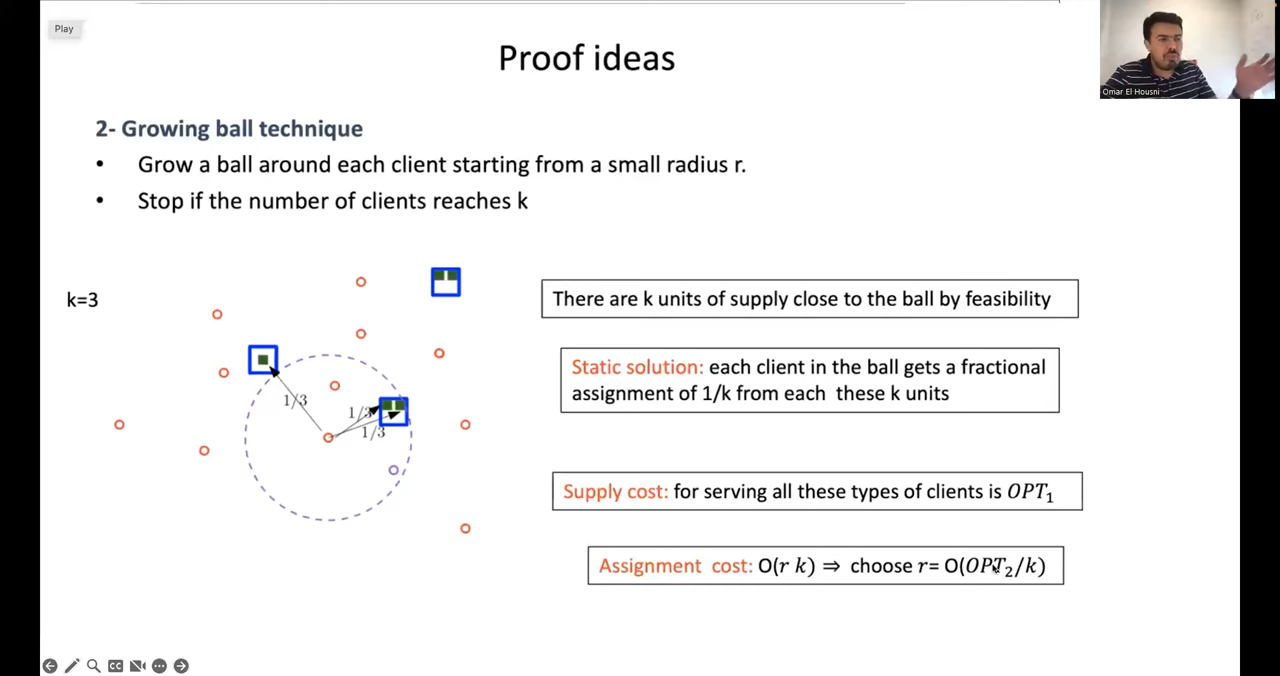 Play
Proof ideas
Omar El Housni
2- Growing ball technique
• Grow a ball around each client starting from a small radius r.
• Stop if the number of clients reaches k
k=3
1/3
1/3
1/3
There are k units of supply close to the ball by feasibility
Static solution: each client in the ball gets a fractional
assignment of 1/k from each these k units
Supply cost: for serving all these types of clients is OPT₁
Assignment cost: O(r k) ⇒ choose r= O(OPT₂/k)
CC